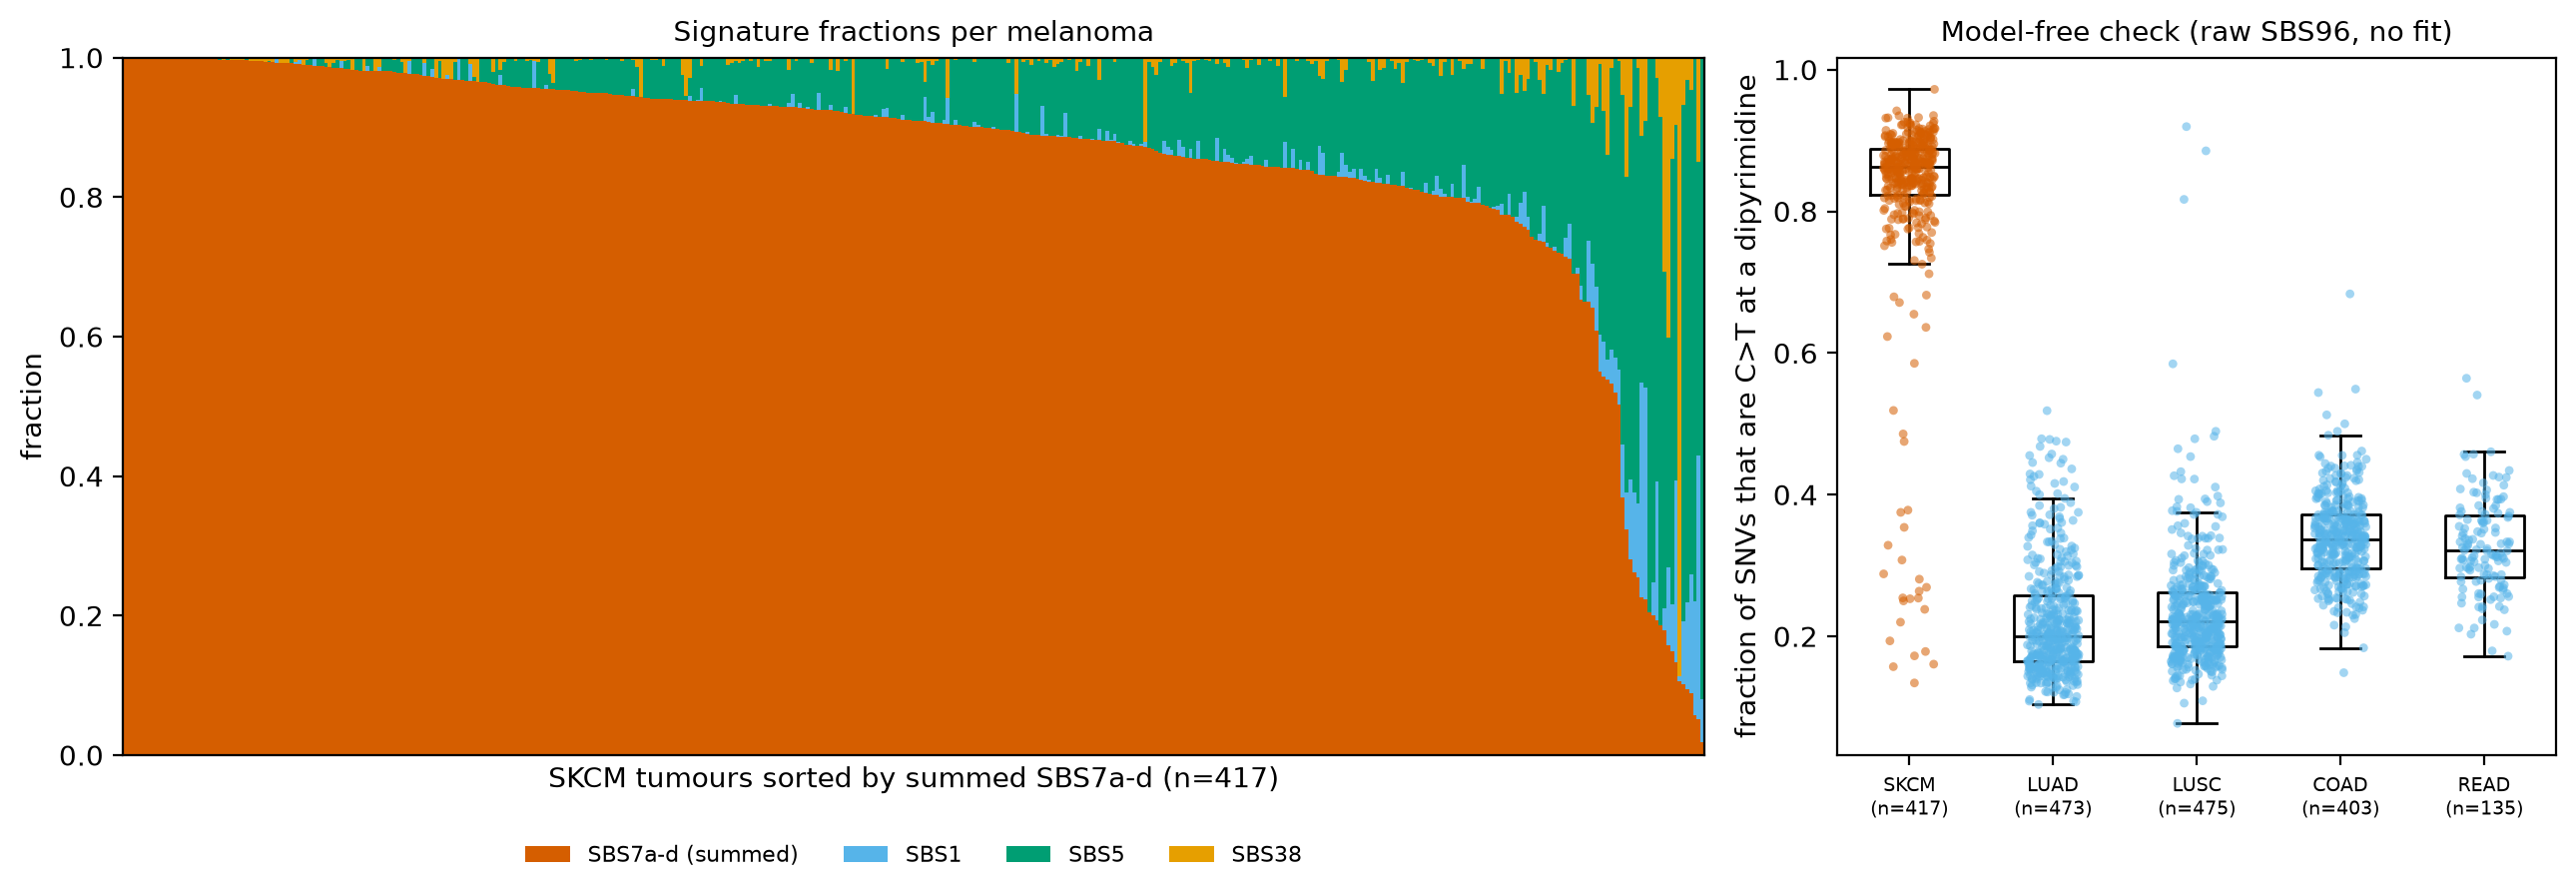 Signature fractions per melanoma
1.0
0.8
0.6
0.4
0.2
0.0
fraction
SKCM tumours sorted by summed SBS7a-d (n=417)
SBS7a-d (summed)
SBS1
SBS5
SBS38
Model-free check (raw SBS96, no fit)
1.0
0.8
0.6
0.4
0.2
fraction of SNVs that are C>T at a dipyrimidine
SKCM
(n=417)
LUAD
(n=473)
LUSC
(n=475)
COAD
(n=403)
READ
(n=135)